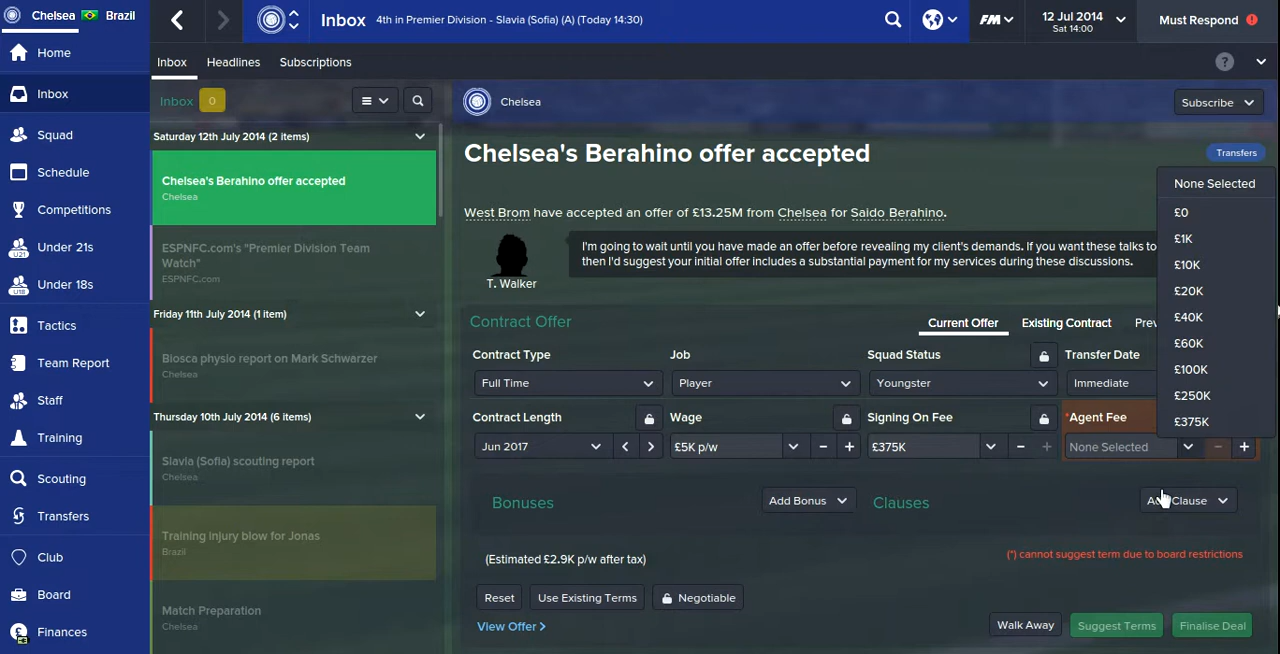 Chelsea Brazil
Inbox 4th in Premier Division - Slavia (Sofia) (A) (Today 14:30)
FM
12 Jul 2014
Sat 14:00
Must Respond
Home
Inbox
Squad
Schedule
Competitions
Under 21s
U21
Under 18s
U18
Tactics
Team Report
Staff
Training
Scouting
Transfers
Club
Board
Finances
Inbox Headlines Subscriptions
?
Inbox 0
Saturday 12th July 2014 (2 items)
Chelsea's Berahino offer accepted
Chelsea
ESPNFC.com's "Premier Division Team
Watch"
ESPNFC.com
Friday 11th July 2014 (1 item)
Biosca physio report on Mark Schwarzer
Chelsea
Thursday 10th July 2014 (6 items)
Slavia (Sofia) scouting report
Chelsea
Training injury blow for Jonas
Brazil
Match Preparation
Chelsea
Chelsea
Subscribe
Chelsea's Berahino offer accepted
Transfers
West Brom have accepted an offer of £13.25M from Chelsea for Saido Berahino.
T. Walker
I'm going to wait until you have made an offer before revealing my client's demands. If you want these talks to
then I'd suggest your initial offer includes a substantial payment for my services during these discussions.
None Selected
£0
£1K
£10K
£20K
£40K
£60K
£100K
£250K
£375K
Contract Offer
Current Offer Existing Contract Prev
Contract Type Job Squad Status Transfer Date
Full Time Player Youngster Immediate
Contract Length Wage Signing On Fee *Agent Fee
Jun 2017 £5K p/w £375K None Selected
Bonuses Add Bonus Clauses Add Clause
(Estimated £2.9K p/w after tax)
(*) cannot suggest term due to board restrictions
Reset Use Existing Terms Negotiable
View Offer >
Walk Away Suggest Terms Finalise Deal